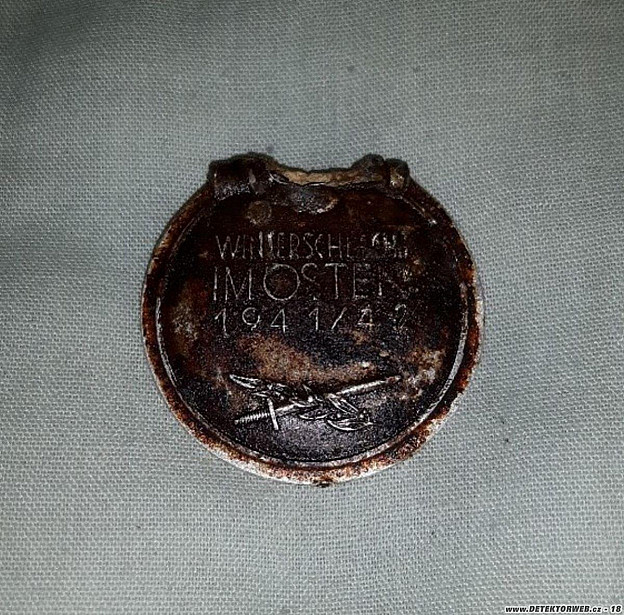 WINTERSCHLACHT
IM OSTEN
1941/42
www.DETEKTORWEB.cz - 18